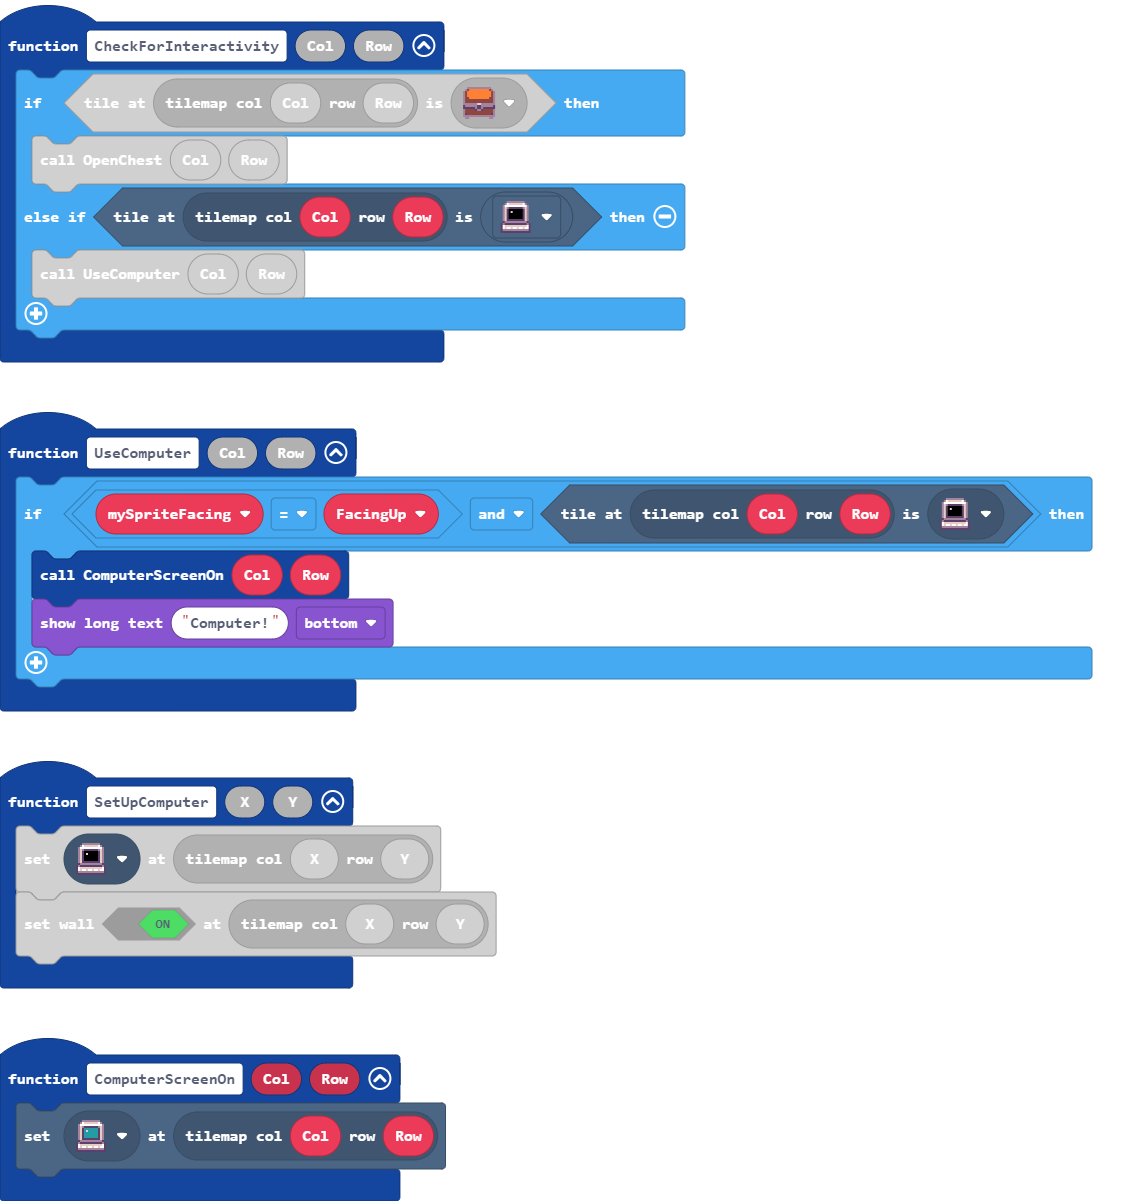 function CheckForInteractivity Col Row
if tile at tilemap col Col row Row is then
call OpenChest Col Row
else if tile at tilemap col Col row Row is then
call UseComputer Col Row
function UseComputer Col Row
if mySpriteFacing = FacingUp and tile at tilemap col Col row Row is then
call ComputerScreenOn Col Row
show long text "Computer!" bottom
function SetUpComputer X Y
set at tilemap col X row Y
set wall ON at tilemap col X row Y
function ComputerScreenOn Col Row
set at tilemap col Col row Row